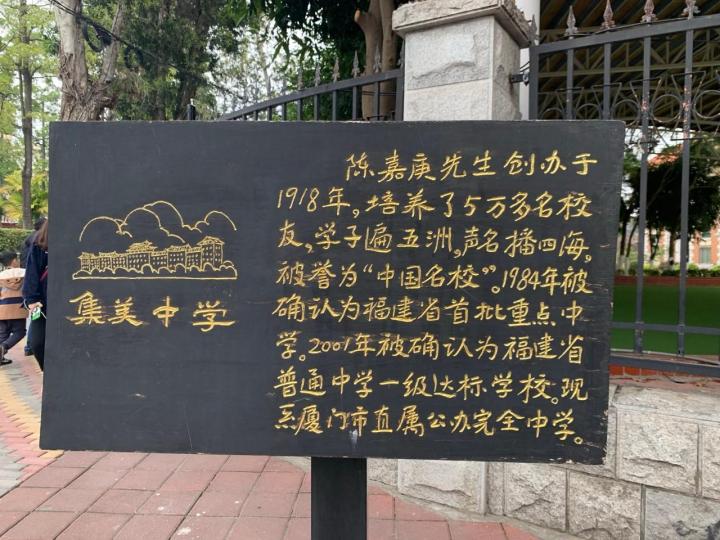 集美中学
陈嘉庚先生创办于
1918年，培养了5万多名校
友，学子遍五洲，声名播四海，
被誉为“中国名校”。1984年被
确认为福建省首批重点中
学。2001年被确认为福建省
普通中学一级达标学校。现
系厦门市直属公办完全中学。